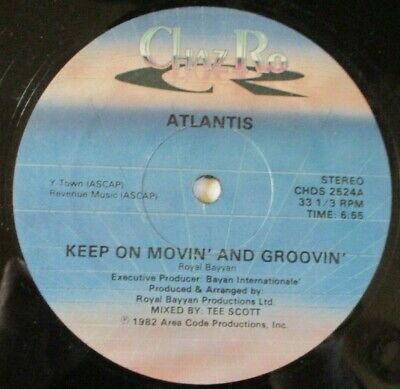 CHAZ RO
ATLANTIS
Y-Town (ASCAP)
Revenue Music (ASCAP)
STEREO
CHDS 2524A
33 1/3 RPM
TIME: 6:55
KEEP ON MOVIN' AND GROOVIN'
Royal Bayyan
Executive Producer: Bayan Internationale'
Produced & Arranged by:
Royal Bayyan Productions Ltd.
MIXED BY: TEE SCOTT
℗ 1982 Area Code Productions, Inc.